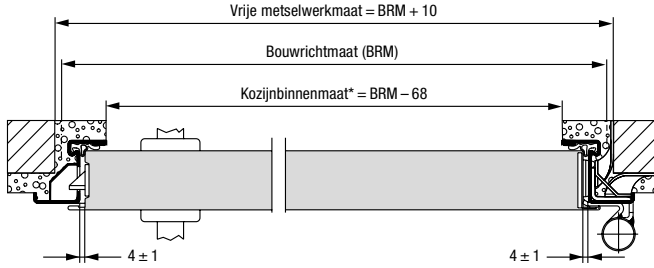 Vrije metselwerkmaat = BRM + 10
Bouwrichtmaat (BRM)
Kozijnbinnenmaat* = BRM – 68
4 ± 1
4 ± 1